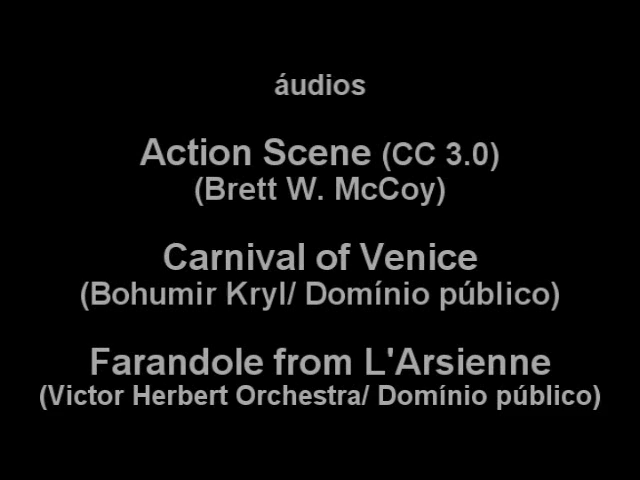 áudios
Action Scene (CC 3.0)
(Brett W. McCoy)
Carnival of Venice
(Bohumir Kryl/ Domínio público)
Farandole from L'Arsienne
(Victor Herbert Orchestra/ Domínio público)